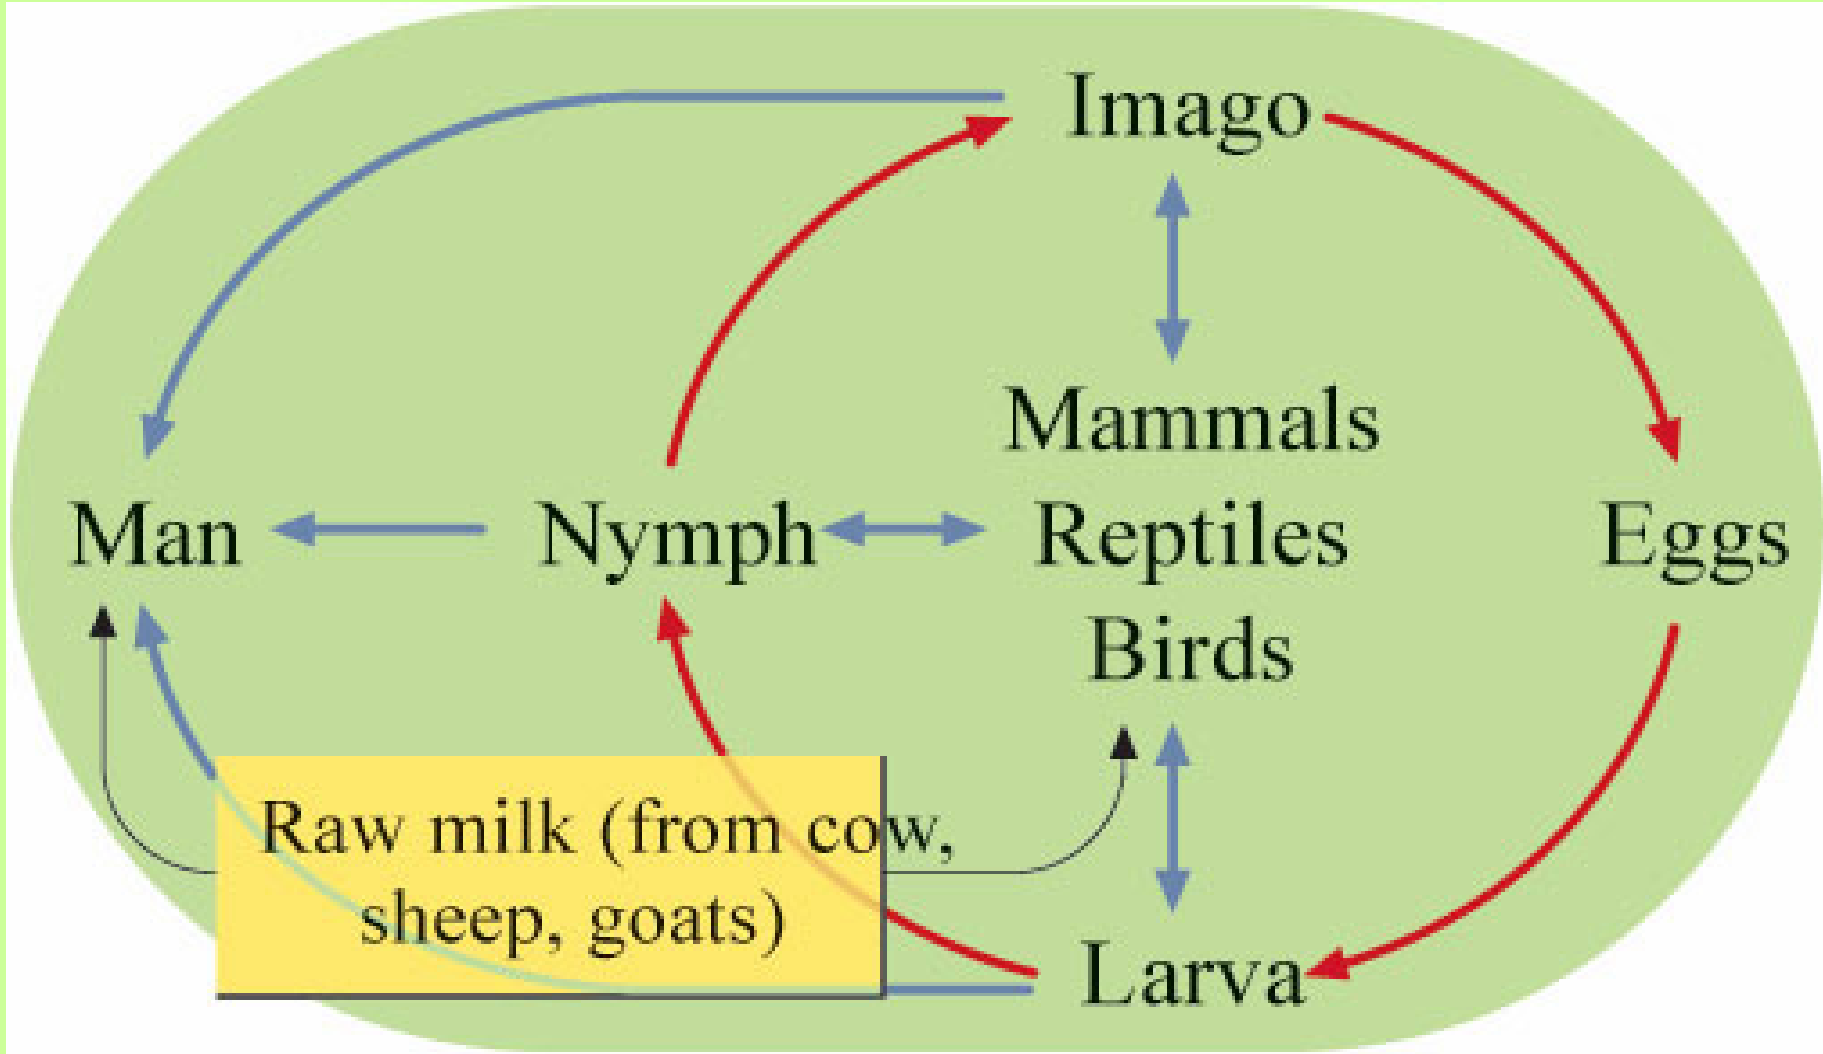 Imago
Mammals
Man
Nymph
Reptiles
Eggs
Birds
Raw milk (from cow,
sheep, goats)
Larva